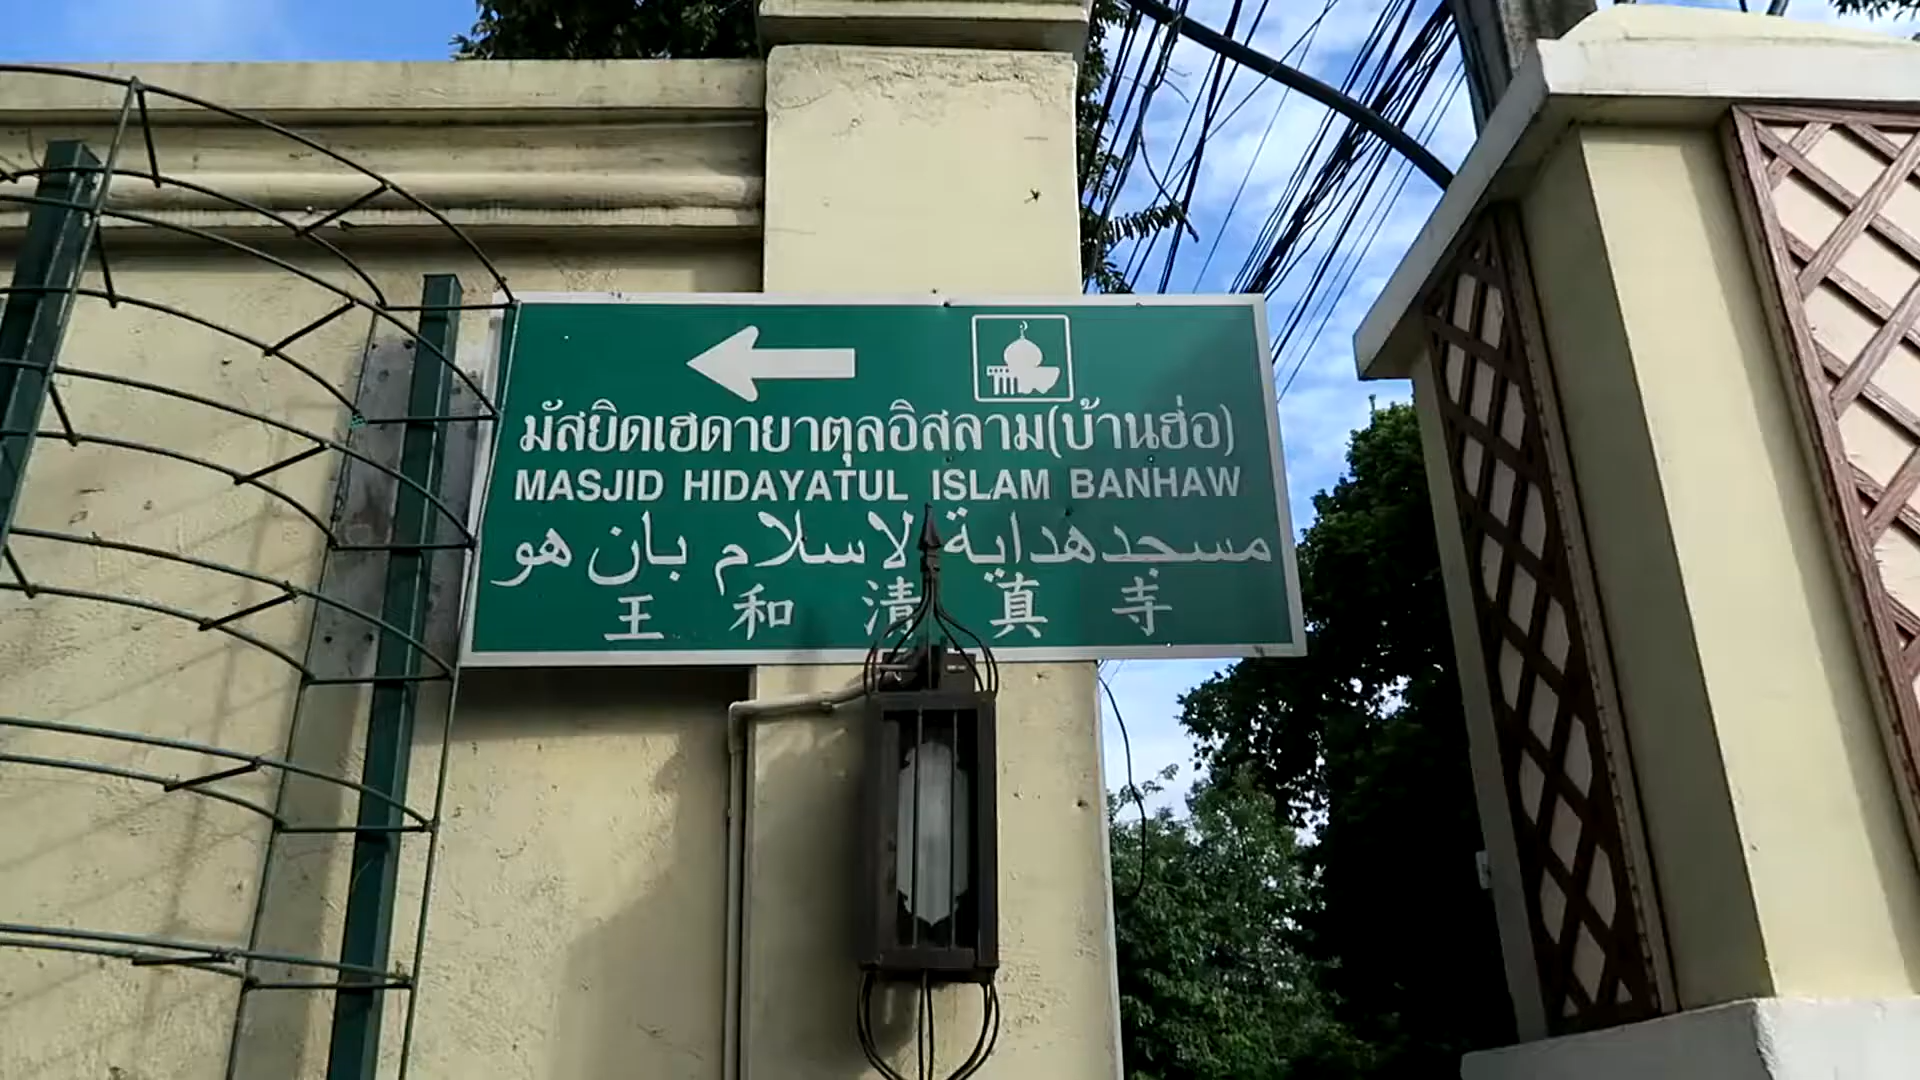 มัสยิดเฮดายาตุลอิสลาม(บ้านฮ่อ)
MASJID HIDAYATUL ISLAM BANHAW
مسجد هداية لاسلام بان هو
王和清真寺